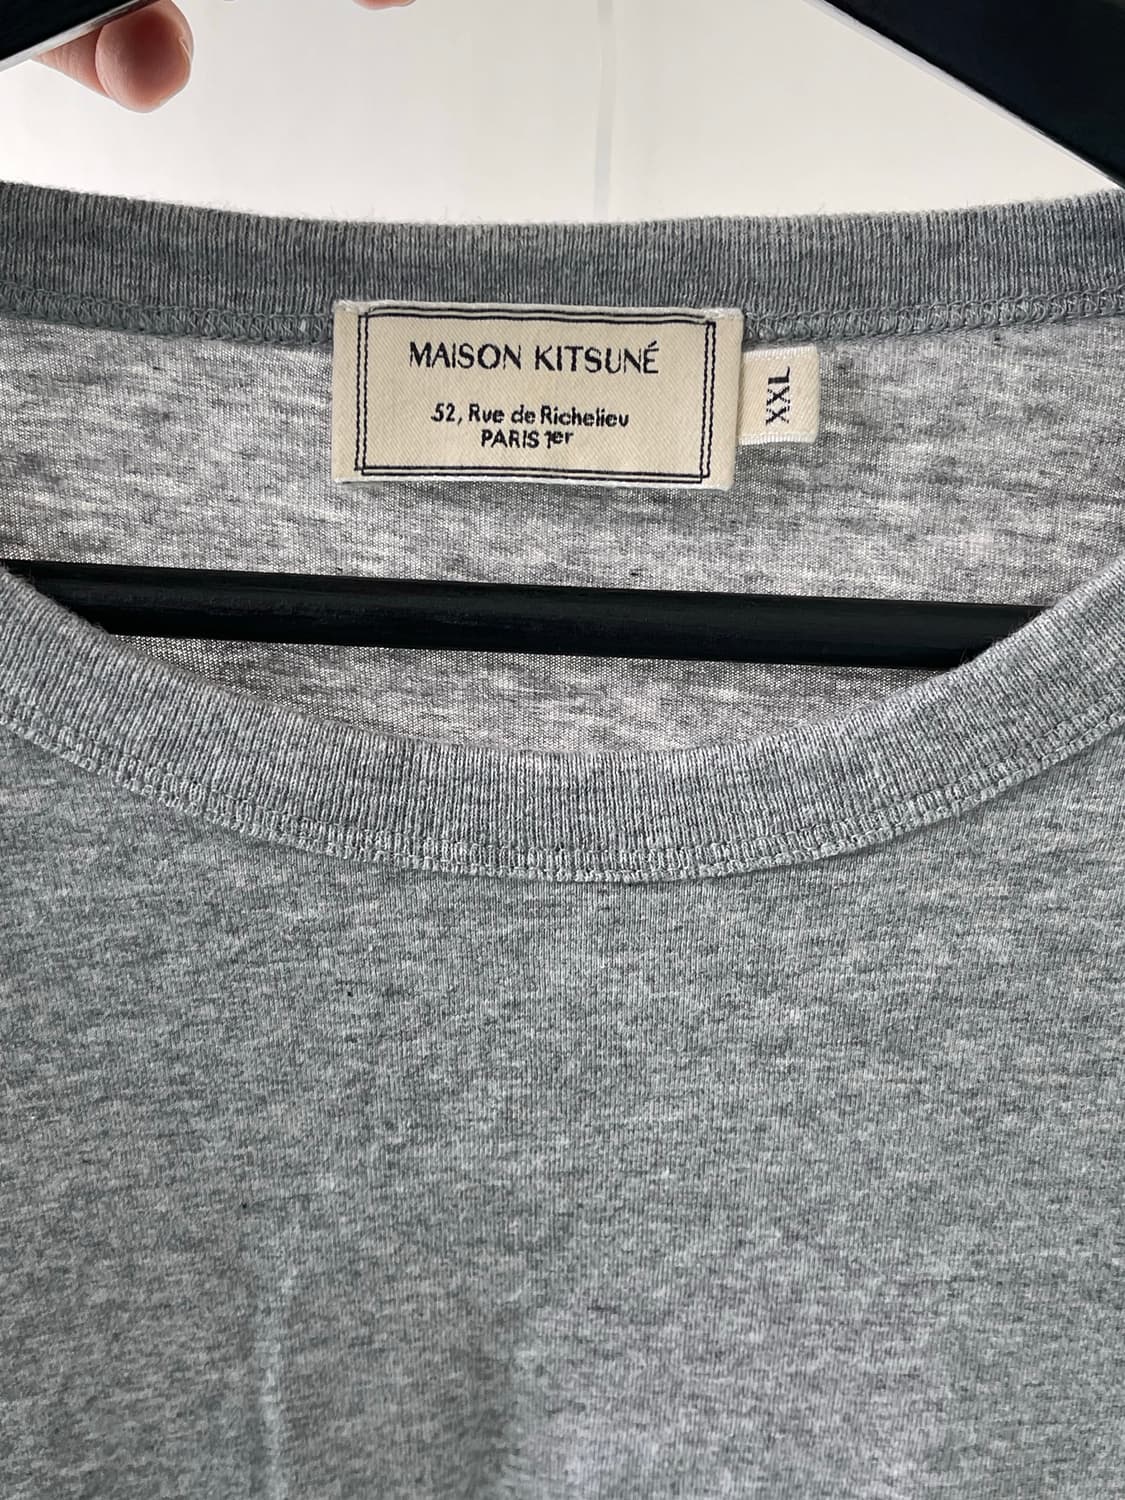 MAISON KITSUNÉ
52, Rue de Richelieu
PARIS 1er
XXL